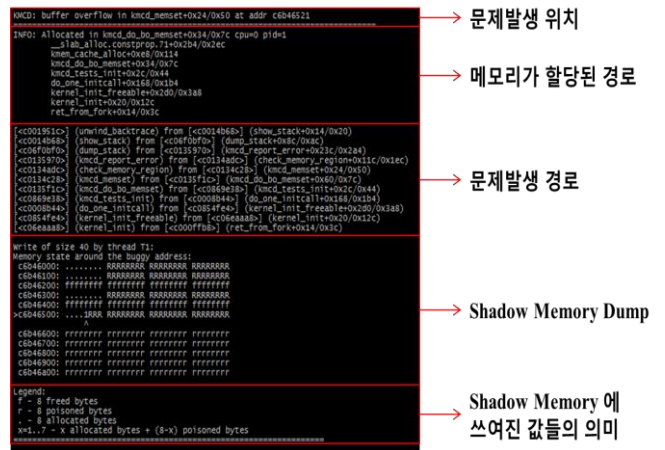 KMCD: buffer overflow in kmcd_memset+0x24/0x50 at addr c6b46521
문제발생 위치
INFO: Allocated in kmcd_do_bo_memset+0x34/0x7c cpu=0 pid=1
__slab_alloc.constprop.71+0x2b4/0x2ec
kmem_cache_alloc+0xe8/0x114
kmcd_do_bo_memset+0x34/0x7c
kmcd_tests_init+0x2c/0x44
do_one_initcall+0x168/0x1b4
kernel_init_freeable+0x2d0/0x3a8
kernel_init+0x20/0x12c
ret_from_fork+0x14/0x3c
메모리가 할당된 경로
[<c001951c>] (unwind_backtrace) from [<c0014b68>] (show_stack+0x14/0x20)
[<c0014b68>] (show_stack) from [<c06f0bf0>] (dump_stack+0x8c/0xac)
[<c06f0bf0>] (dump_stack) from [<c0135970>] (kmcd_report_error+0x23c/0x2a4)
[<c0135970>] (kmcd_report_error) from [<c0134adc>] (check_memory_region+0x11c/0x1ec)
[<c0134adc>] (check_memory_region) from [<c0134c28>] (kmcd_memset+0x24/0x50)
[<c0134c28>] (kmcd_memset) from [<c0135f1c>] (kmcd_do_bo_memset+0x60/0x7c)
[<c0135f1c>] (kmcd_do_bo_memset) from [<c0869e38>] (kmcd_tests_init+0x2c/0x44)
[<c0869e38>] (kmcd_tests_init) from [<c0008b44>] (do_one_initcall+0x168/0x1b4)
[<c0008b44>] (do_one_initcall) from [<c0854fe4>] (kernel_init_freeable+0x2d0/0x3a8)
[<c0854fe4>] (kernel_init_freeable) from [<c06eaaa8>] (kernel_init+0x20/0x12c)
[<c06eaaa8>] (kernel_init) from [<c000ffb8>] (ret_from_fork+0x14/0x3c)
문제발생 경로
Write of size 40 by thread T1:
Memory state around the buggy address:
c6b46000: ........ RRRRRRRR RRRRRRRR RRRRRRRR
c6b46100: ........ RRRRRRRR RRRRRRRR RRRRRRRR
c6b46200: ffffffff ffffffff ffffffff ffffffff
c6b46300: ........ RRRRRRRR RRRRRRRR RRRRRRRR
c6b46400: ffffffff ffffffff ffffffff ffffffff
>c6b46500: ....1RRR RRRRRRRR RRRRRRRR RRRRRRRR
^
c6b46600: rrrrrrrr rrrrrrrr rrrrrrrr rrrrrrrr
c6b46700: rrrrrrrr rrrrrrrr rrrrrrrr rrrrrrrr
c6b46800: rrrrrrrr rrrrrrrr rrrrrrrr rrrrrrrr
c6b46900: rrrrrrrr rrrrrrrr rrrrrrrr rrrrrrrr
c6b46a00: rrrrrrrr rrrrrrrr rrrrrrrr rrrrrrrr
Shadow Memory Dump
Legend:
f - 8 freed bytes
r - 8 poisoned bytes
. - 8 allocated bytes
x=1..7 - x allocated bytes + (8-x) poisoned bytes
Shadow Memory 에
쓰여진 값들의 의미